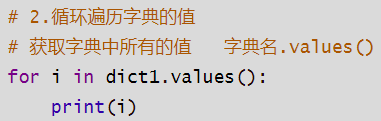 # 2.循环遍历字典的值
# 获取字典中所有的值   字典名.values()
for i in dict1.values():
    print(i)